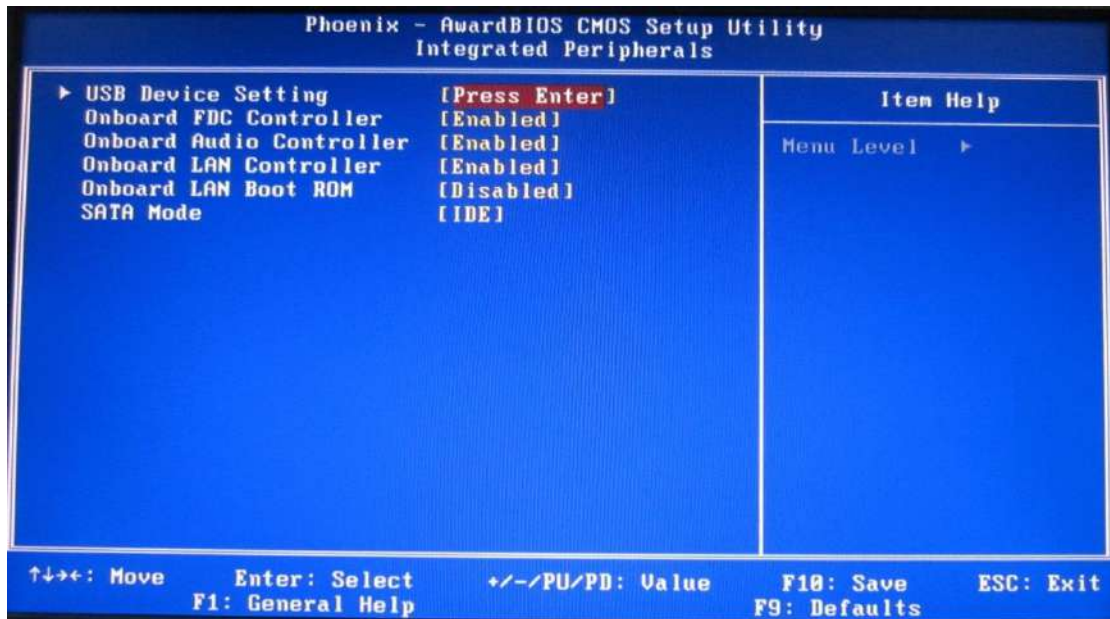 Phoenix - AwardBIOS CMOS Setup Utility
Integrated Peripherals
▶ USB Device Setting [Press Enter]
Onboard FDC Controller [Enabled]
Onboard Audio Controller [Enabled]
Onboard LAN Controller [Enabled]
Onboard LAN Boot ROM [Disabled]
SATA Mode [IDE]
Item Help
Menu Level ▶
↑↓→←: Move Enter: Select +/-/PU/PD: Value F10: Save ESC: Exit
F1: General Help F9: Defaults